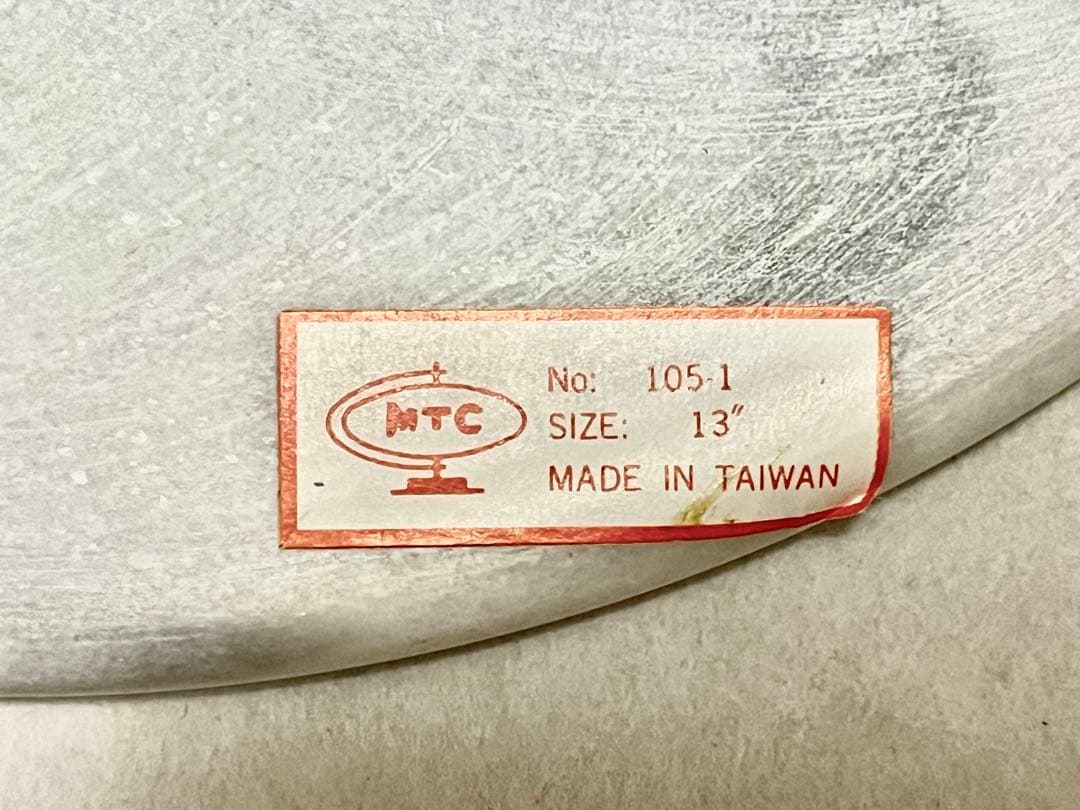 MTC
No: 105-1
SIZE: 13"
MADE IN TAIWAN